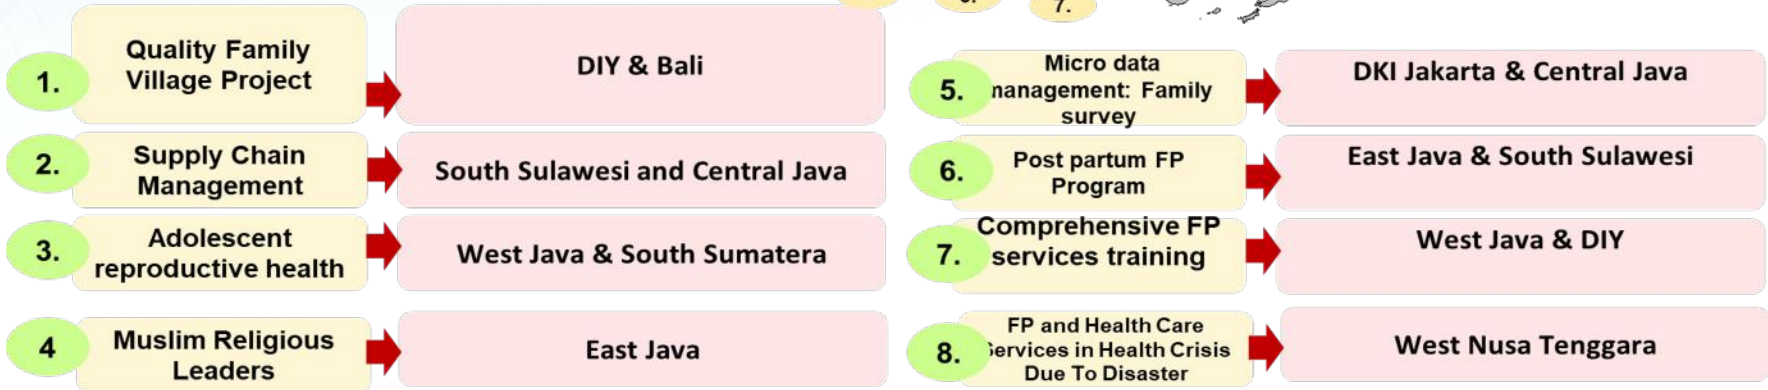 7.
1.
Quality Family
Village Project
DIY & Bali
2.
Supply Chain
Management
South Sulawesi and Central Java
3.
Adolescent
reproductive health
West Java & South Sumatera
4
Muslim Religious
Leaders
East Java
5.
Micro data
management: Family
survey
DKI Jakarta & Central Java
6.
Post partum FP
Program
East Java & South Sulawesi
7.
Comprehensive FP
services training
West Java & DIY
8.
FP and Health Care
Services in Health Crisis
Due To Disaster
West Nusa Tenggara